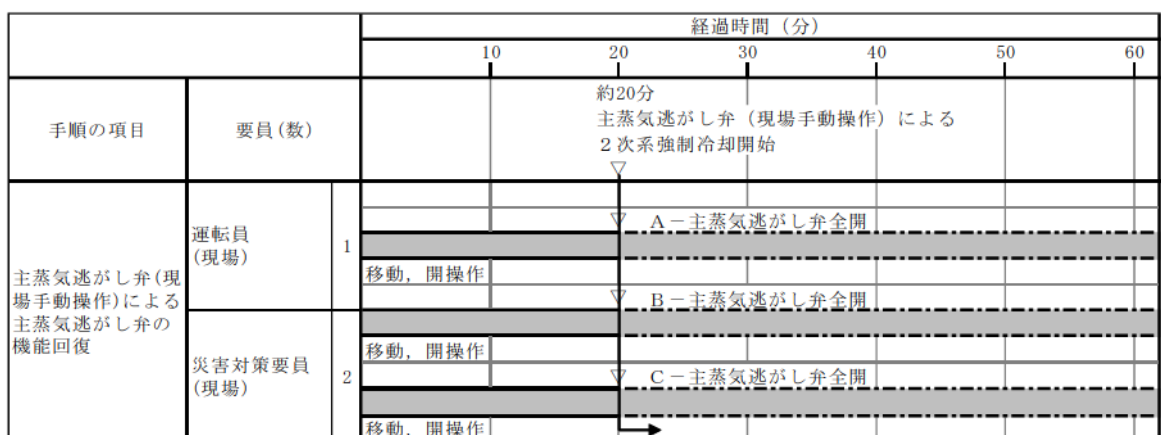 経過時間（分）
10 20 30 40 50 60
手順の項目
要員(数)
約20分
主蒸気逃がし弁（現場手動操作）による
２次系強制冷却開始
▽
主蒸気逃がし弁(現
場手動操作)による
主蒸気逃がし弁の
機能回復
運転員
(現場)
1
▽ Ａ－主蒸気逃がし弁全開
移動，開操作
▽ Ｂ－主蒸気逃がし弁全開
災害対策要員
(現場)
2
移動，開操作
▽ Ｃ－主蒸気逃がし弁全開
移動，開操作